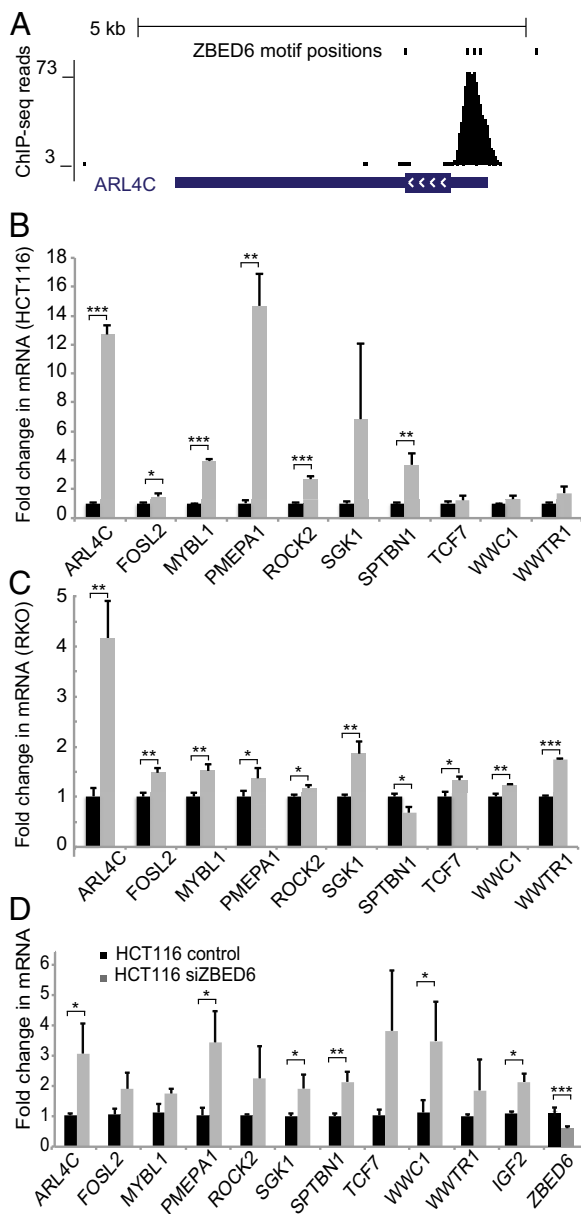 A
5 kb
ZBED6 motif positions
ChIP-seq reads
73
3
ARL4C
B
Fold change in mRNA (HCT116)
18
16
14
12
10
8
6
4
2
0
***
*
***
**
***
**
ARL4C
FOSL2
MYBL1
PMEPA1
ROCK2
SGK1
SPTBN1
TCF7
WWC1
WWTR1
C
Fold change in mRNA (RKO)
5
4
3
2
1
0
**
**
**
*
*
**
*
*
**
***
ARL4C
FOSL2
MYBL1
PMEPA1
ROCK2
SGK1
SPTBN1
TCF7
WWC1
WWTR1
D
Fold change in mRNA
HCT116 control
HCT116 siZBED6
6
5
4
3
2
1
0
*
*
*
**
*
*
***
ARL4C
FOSL2
MYBL1
PMEPA1
ROCK2
SGK1
SPTBN1
TCF7
WWC1
WWTR1
IGF2
ZBED6